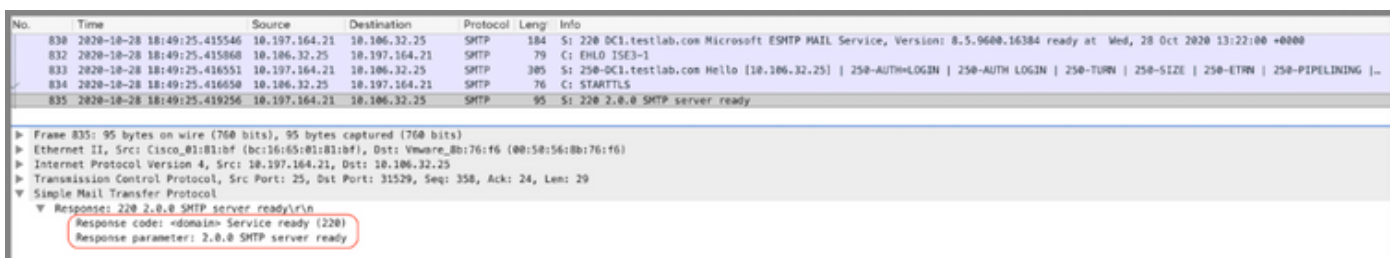 No. Time Source Destination Protocol Lengt Info
830 2020-10-28 18:49:25.415546 10.197.164.21 10.106.32.25 SMTP 184 S: 220 DC1.testlab.com Microsoft ESMTP MAIL Service, Version: 8.5.9600.16384 ready at Wed, 28 Oct 2020 13:22:00 +0000
832 2020-10-28 18:49:25.415868 10.106.32.25 10.197.164.21 SMTP 79 C: EHLO ISE3-1
833 2020-10-28 18:49:25.416551 10.197.164.21 10.106.32.25 SMTP 305 S: 250-DC1.testlab.com Hello [10.106.32.25] | 250-AUTH=LOGIN | 250-AUTH LOGIN | 250-TURN | 250-SIZE | 250-ETRN | 250-PIPELINING |…
834 2020-10-28 18:49:25.416650 10.106.32.25 10.197.164.21 SMTP 76 C: STARTTLS
835 2020-10-28 18:49:25.419256 10.197.164.21 10.106.32.25 SMTP 95 S: 220 2.0.0 SMTP server ready
Frame 835: 95 bytes on wire (760 bits), 95 bytes captured (760 bits)
Ethernet II, Src: Cisco_01:81:bf (bc:16:65:01:81:bf), Dst: Vmware_8b:76:f6 (00:50:56:8b:76:f6)
Internet Protocol Version 4, Src: 10.197.164.21, Dst: 10.106.32.25
Transmission Control Protocol, Src Port: 25, Dst Port: 31529, Seq: 358, Ack: 24, Len: 29
Simple Mail Transfer Protocol
Response: 220 2.0.0 SMTP server ready\r\n
Response code: <domain> Service ready (220)
Response parameter: 2.0.0 SMTP server ready